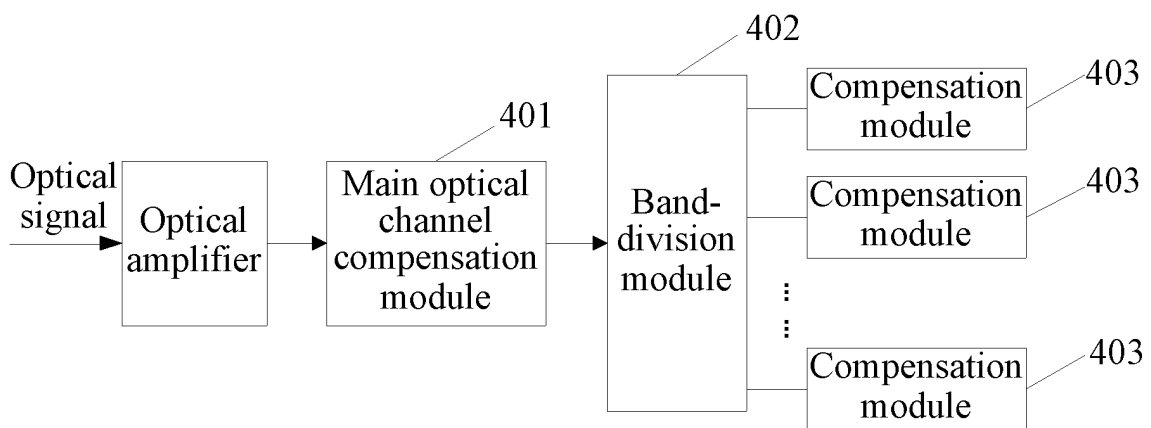 Optical
signal
Optical
amplifier
401
Main optical
channel
compensation
module
402
Band-
division
module
403
Compensation
module
403
Compensation
module
403
Compensation
module